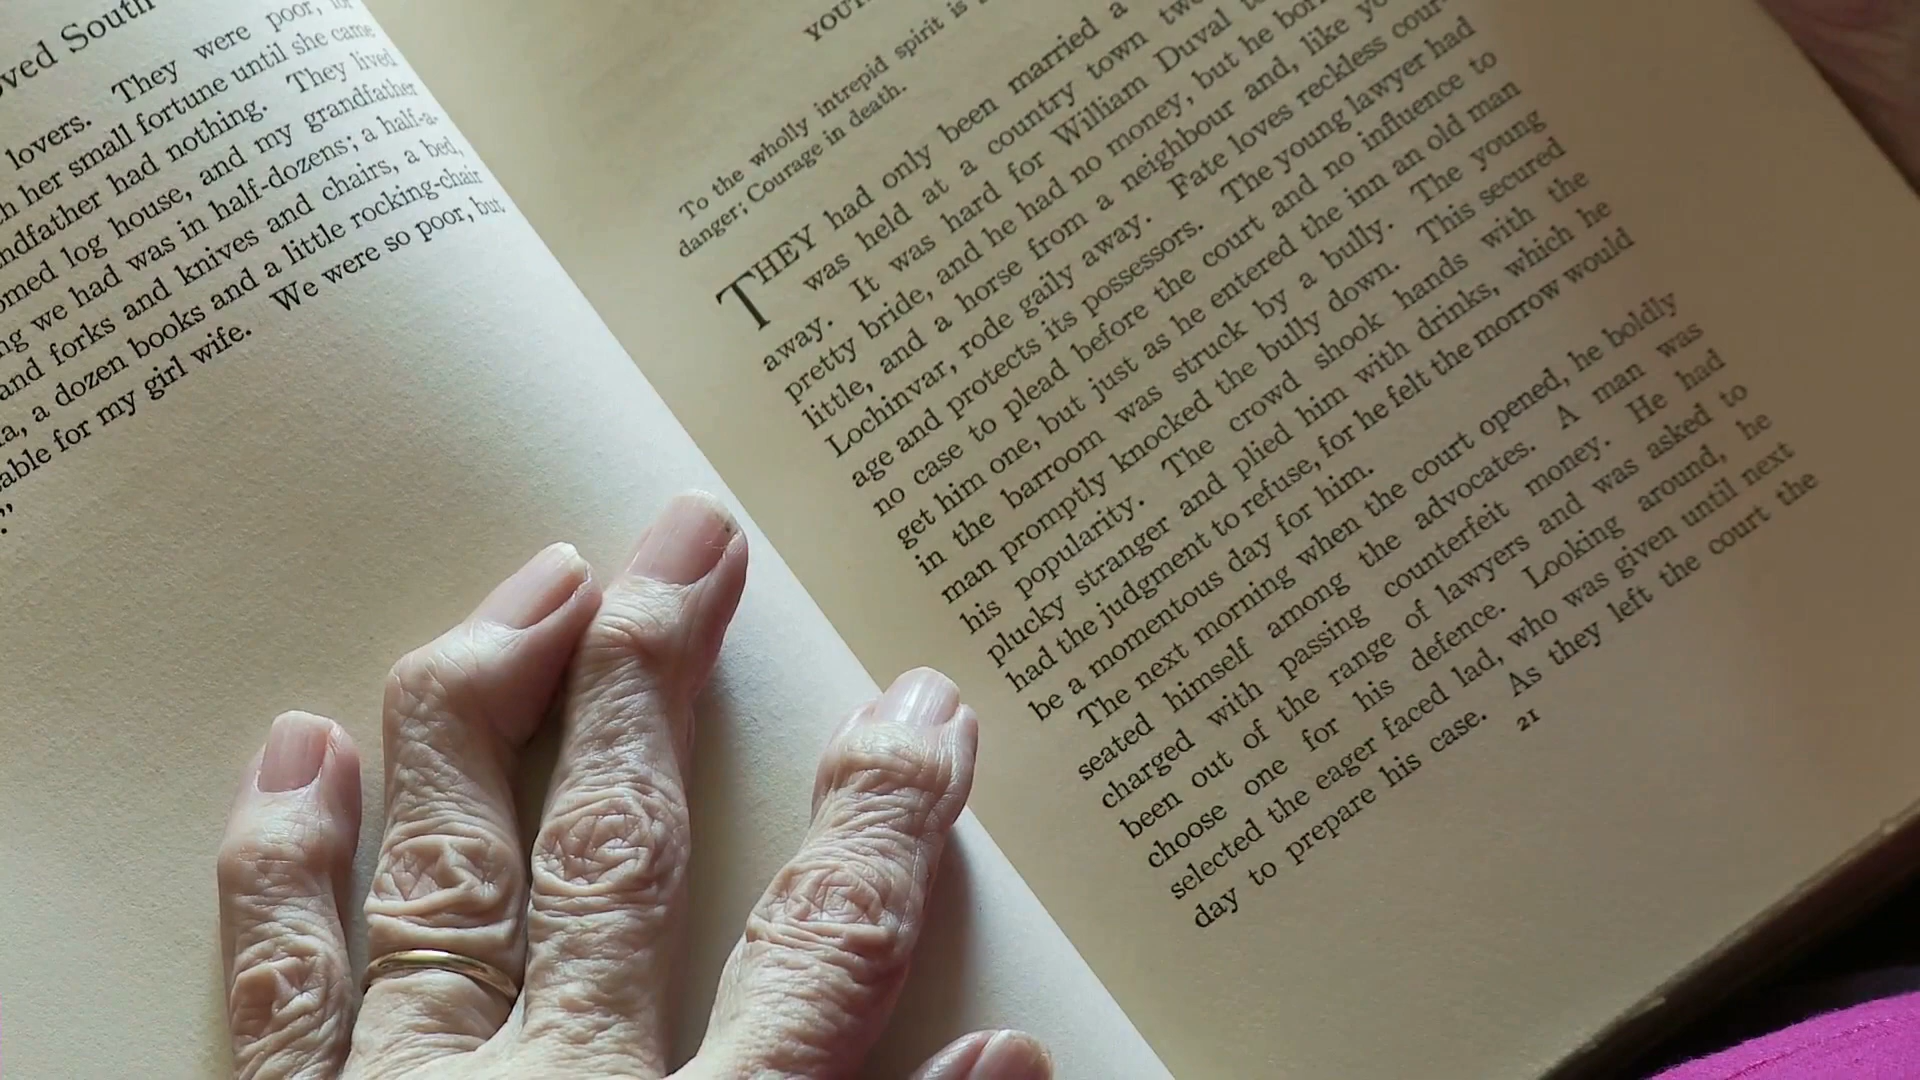 ved South
lovers. They were poor, for
her small fortune until she came
had nothing. They lived
log house, and my grandfather
we had was in half-dozens; a half-a-
and forks and knives and chairs, a bed,
a dozen books and a little rocking-chair
for my girl wife. We were so poor, but
To the wholly intrepid spirit is
danger; Courage in death.
THEY had only been married a
was held at a country town
away. It was hard for William Duval
pretty bride, and he had no money, but he
little, and a horse from a neighbour and, like
Lochinvar, rode gaily away. Fate loves reckless cour-
age and protects its possessors. The young lawyer had
no case to plead before the court and no influence to
get him one, but just as he entered the inn an old man
in the barroom was struck by a bully. The young
man promptly knocked the bully down. This secured
his popularity. The crowd shook hands with the
plucky stranger and plied him with drinks, which he
had the judgment to refuse, for he felt the morrow would
be a momentous day for him.
The next morning when the court opened, he boldly
seated himself among the advocates. A man was
charged with passing counterfeit money. He had
been out of the range of lawyers and was asked to
choose one for his defence. Looking around, he
selected the eager faced lad, who was given until next
day to prepare his case. As they left the court the
21